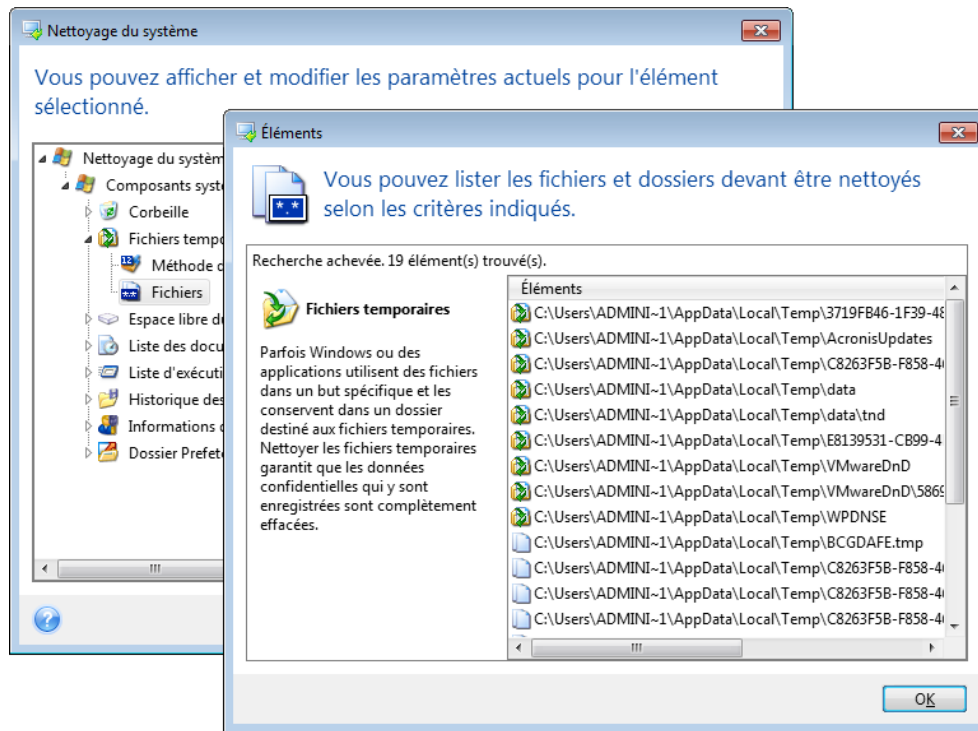 Nettoyage du système
Vous pouvez afficher et modifier les paramètres actuels pour l'élément
sélectionné.
Nettoyage du systèm
Composants systé
Corbeille
Fichiers tempo
Méthode d
Fichiers
Espace libre du
Liste des docu
Liste d'exécuti
Historique des
Informations d
Dossier Prefetc
Éléments
Vous pouvez lister les fichiers et dossiers devant être nettoyés
selon les critères indiqués.
*.*
Recherche achevée. 19 élément(s) trouvé(s).
Fichiers temporaires
Parfois Windows ou des
applications utilisent des fichiers
dans un but spécifique et les
conservent dans un dossier
destiné aux fichiers temporaires.
Nettoyer les fichiers temporaires
garantit que les données
confidentielles qui y sont
enregistrées sont complètement
effacées.
Éléments
C:\Users\ADMINI~1\AppData\Local\Temp\3719FB46-1F39-48
C:\Users\ADMINI~1\AppData\Local\Temp\AcronisUpdates
C:\Users\ADMINI~1\AppData\Local\Temp\C8263F5B-F858-46
C:\Users\ADMINI~1\AppData\Local\Temp\data
C:\Users\ADMINI~1\AppData\Local\Temp\data\tnd
C:\Users\ADMINI~1\AppData\Local\Temp\E8139531-CB99-4
C:\Users\ADMINI~1\AppData\Local\Temp\VMwareDnD
C:\Users\ADMINI~1\AppData\Local\Temp\VMwareDnD\5869
C:\Users\ADMINI~1\AppData\Local\Temp\WPDNSE
C:\Users\ADMINI~1\AppData\Local\Temp\BCGDAFE.tmp
C:\Users\ADMINI~1\AppData\Local\Temp\C8263F5B-F858-46
C:\Users\ADMINI~1\AppData\Local\Temp\C8263F5B-F858-46
C:\Users\ADMINI~1\AppData\Local\Temp\C8263F5B-F858-46
OK